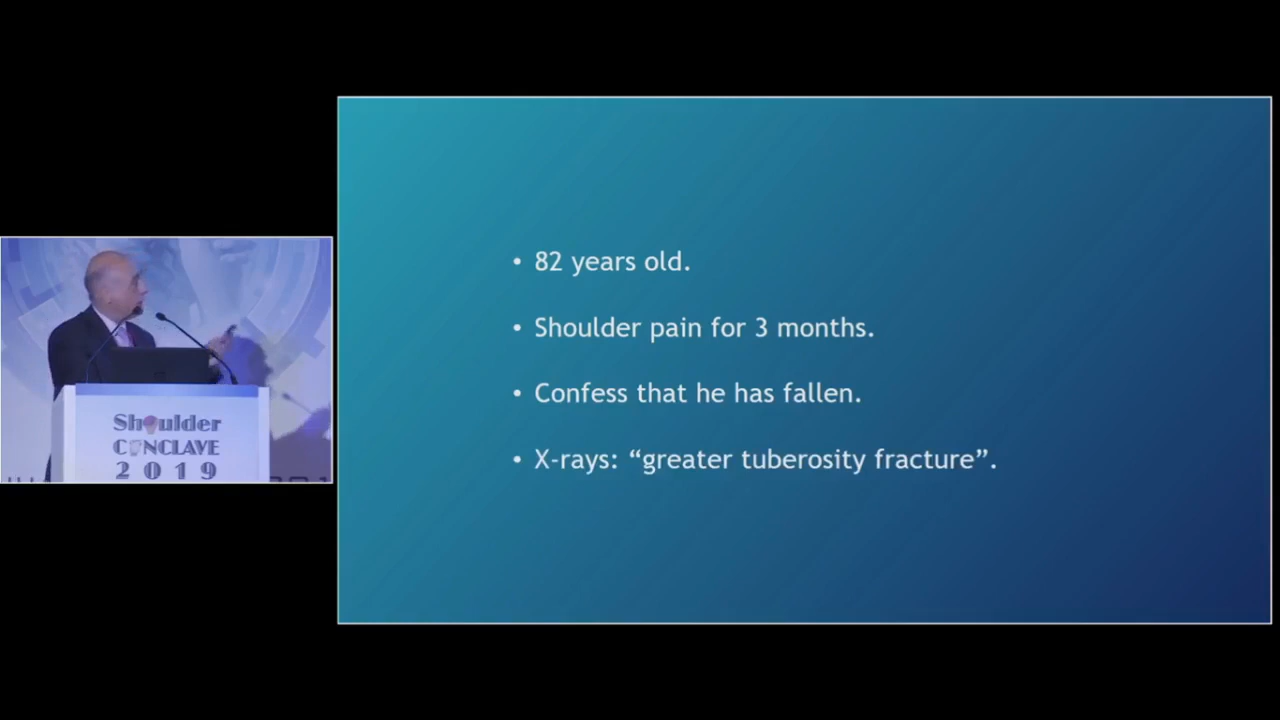 • 82 years old.
• Shoulder pain for 3 months.
• Confess that he has fallen.
• X-rays: “greater tuberosity fracture”.
Shoulder
CONCLAVE
2019